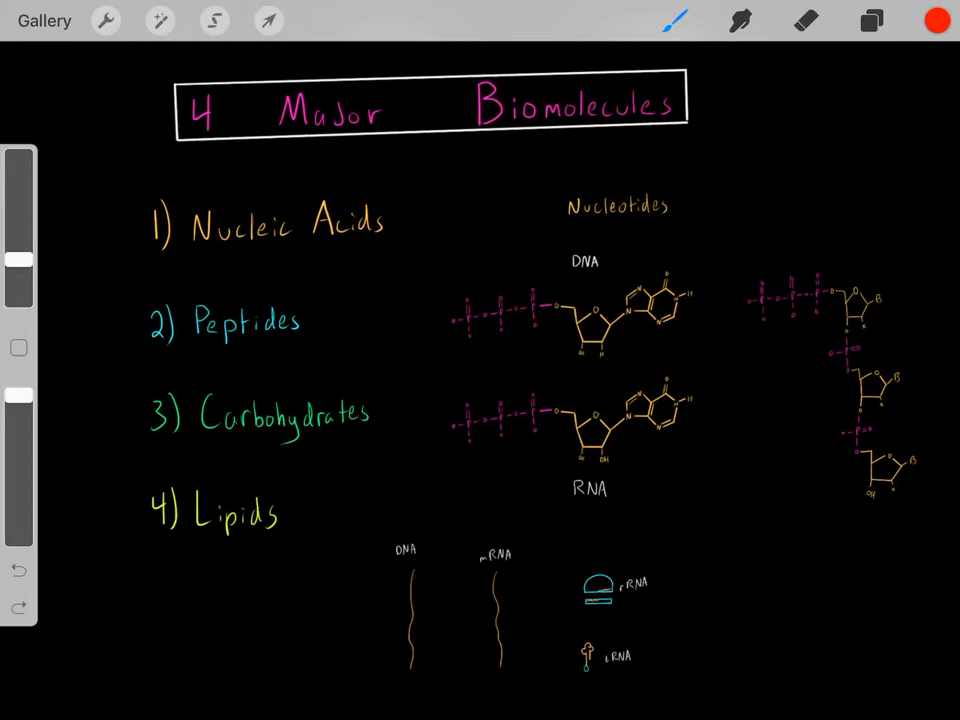 Gallery
4 Major Biomolecules
1) Nucleic Acids
Nucleotides
DNA
2) Peptides
3) Carbohydrates
RNA
4) Lipids
DNA
mRNA
rRNA
tRNA